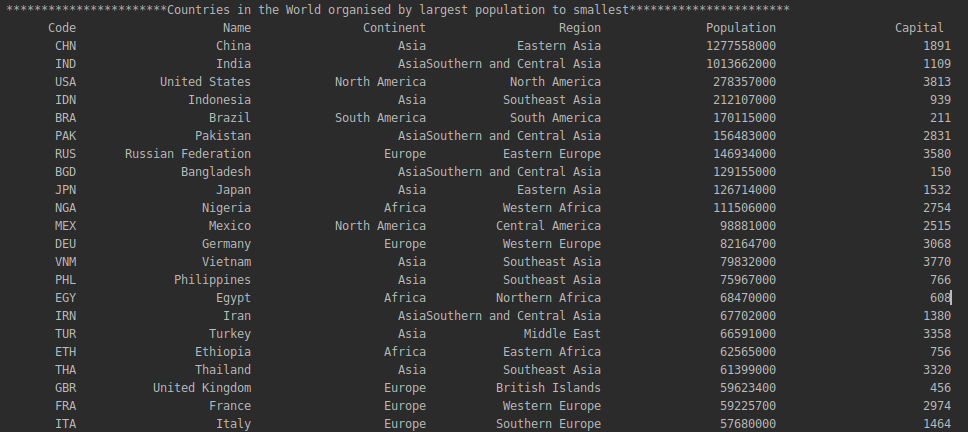 ***********************Countries in the World organised by largest population to smallest***********************
Code Name Continent Region Population Capital
CHN China Asia Eastern Asia 1277558000 1891
IND India AsiaSouthern and Central Asia 1013662000 1109
USA United States North America North America 278357000 3813
IDN Indonesia Asia Southeast Asia 212107000 939
BRA Brazil South America South America 170115000 211
PAK Pakistan AsiaSouthern and Central Asia 156483000 2831
RUS Russian Federation Europe Eastern Europe 146934000 3580
BGD Bangladesh AsiaSouthern and Central Asia 129155000 150
JPN Japan Asia Eastern Asia 126714000 1532
NGA Nigeria Africa Western Africa 111506000 2754
MEX Mexico North America Central America 98881000 2515
DEU Germany Europe Western Europe 82164700 3068
VNM Vietnam Asia Southeast Asia 79832000 3770
PHL Philippines Asia Southeast Asia 75967000 766
EGY Egypt Africa Northern Africa 68470000 608
IRN Iran AsiaSouthern and Central Asia 67702000 1380
TUR Turkey Asia Middle East 66591000 3358
ETH Ethiopia Africa Eastern Africa 62565000 756
THA Thailand Asia Southeast Asia 61399000 3320
GBR United Kingdom Europe British Islands 59623400 456
FRA France Europe Western Europe 59225700 2974
ITA Italy Europe Southern Europe 57680000 1464